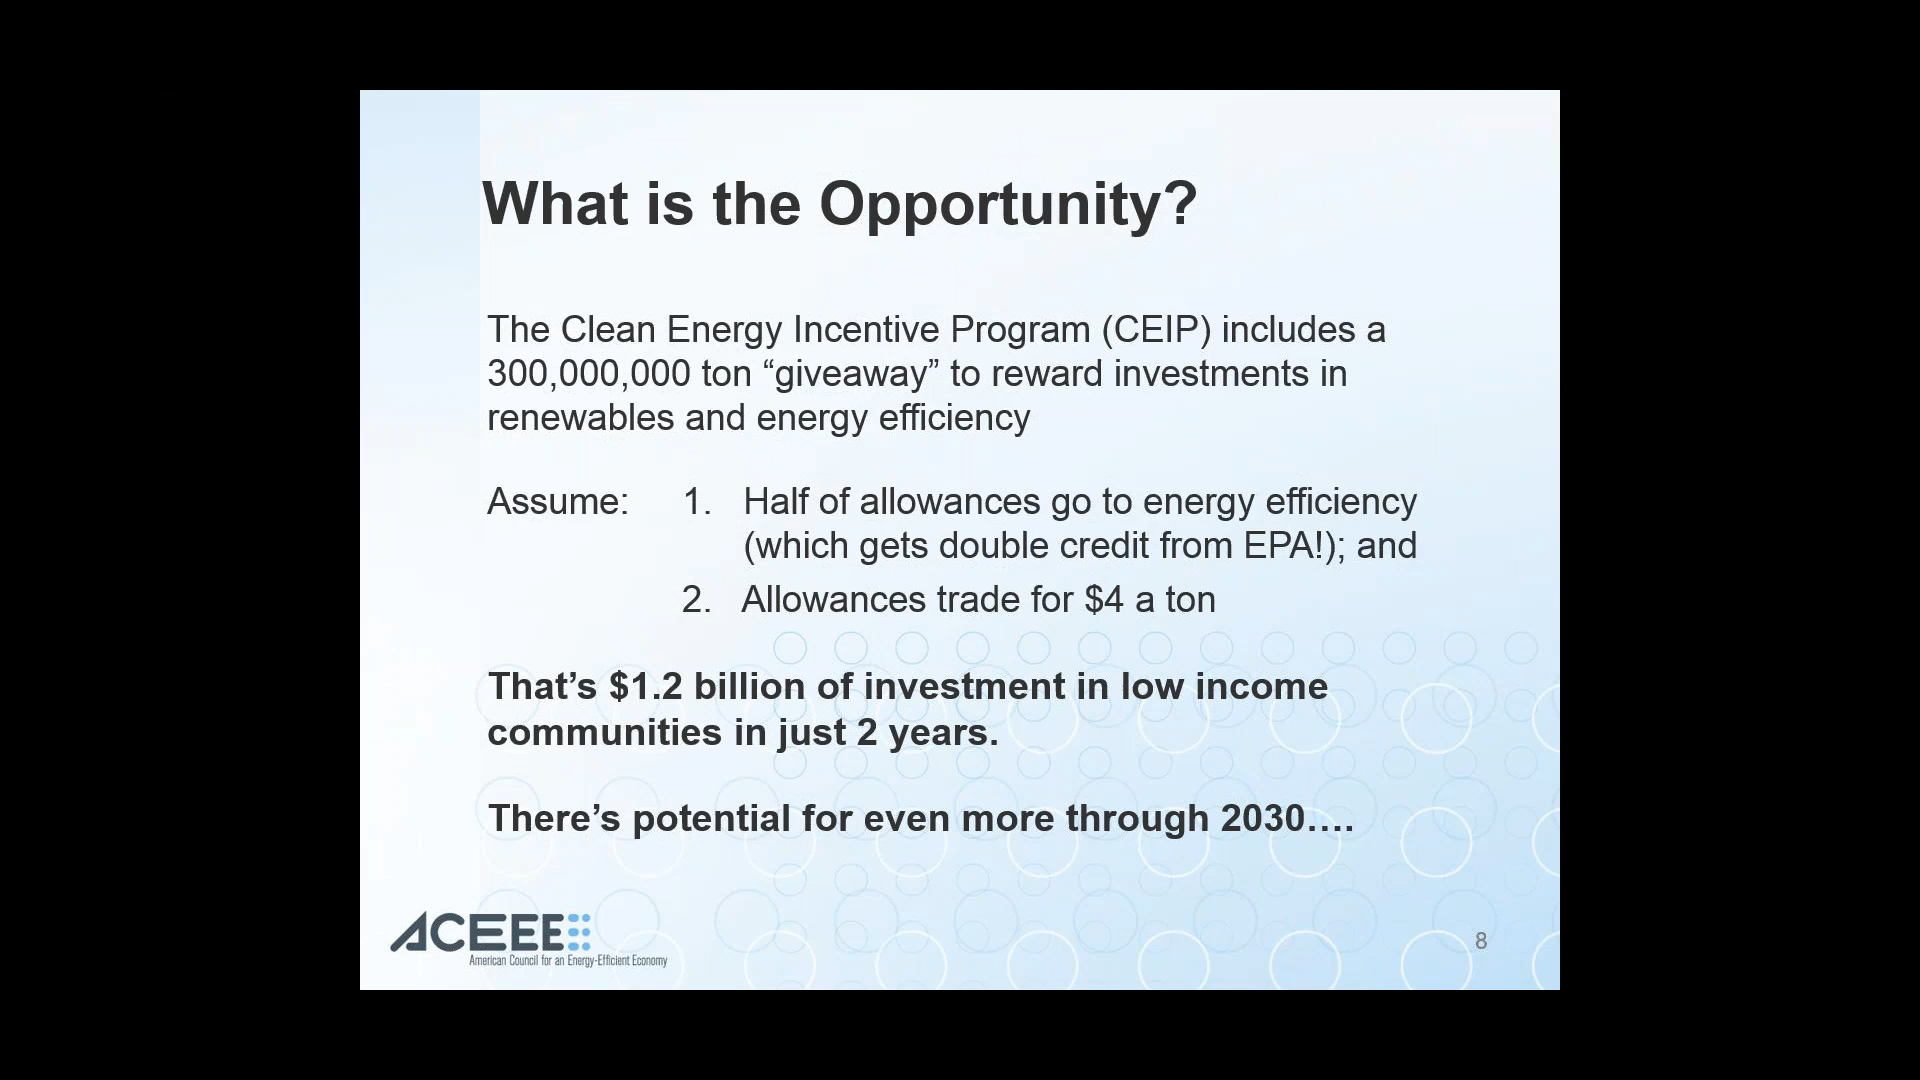 What is the Opportunity?
The Clean Energy Incentive Program (CEIP) includes a
300,000,000 ton “giveaway” to reward investments in
renewables and energy efficiency
Assume: 1. Half of allowances go to energy efficiency
(which gets double credit from EPA!); and
2. Allowances trade for $4 a ton
That’s $1.2 billion of investment in low income
communities in just 2 years.
There’s potential for even more through 2030….
ACEEE
American Council for an Energy-Efficient Economy
8